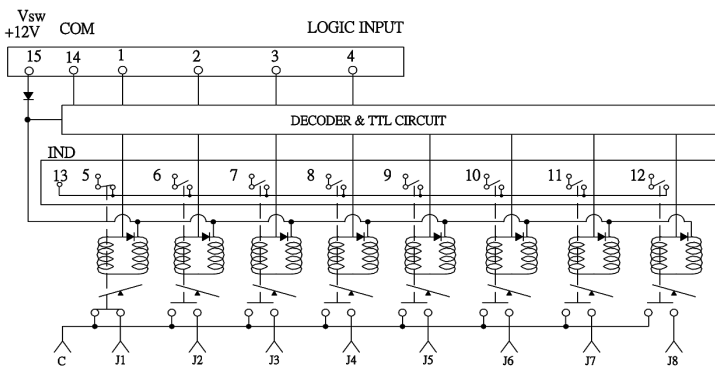 Vsw
+12V COM LOGIC INPUT
15 14 1 2 3 4
DECODER & TTL CIRCUIT
IND
13 5 6 7 8 9 10 11 12
C J1 J2 J3 J4 J5 J6 J7 J8